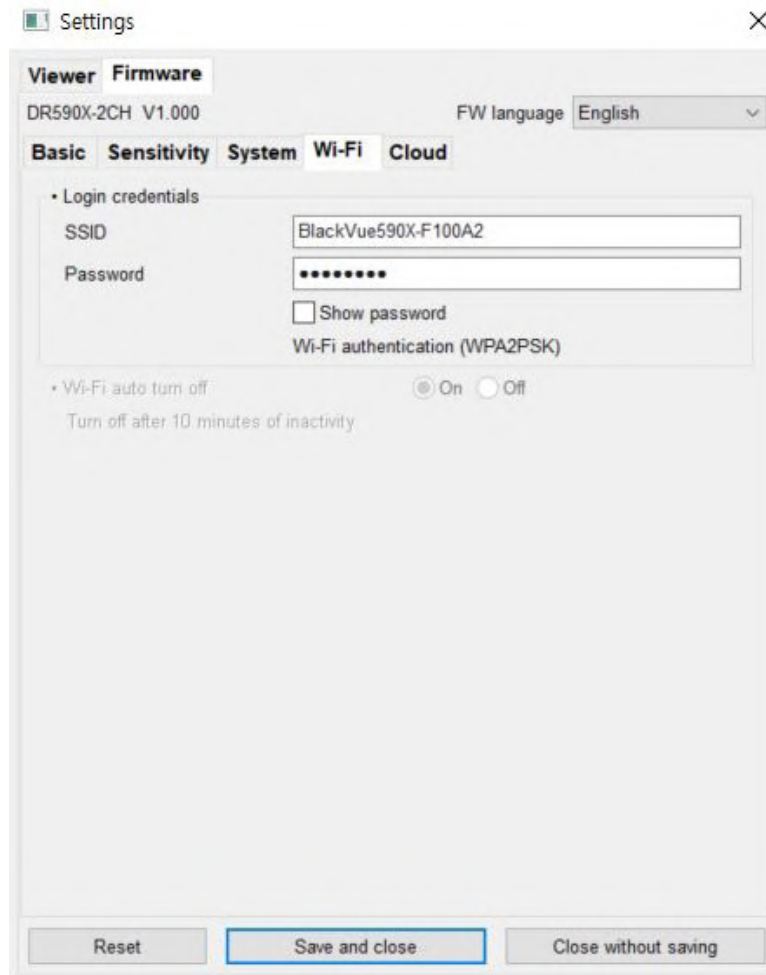 Settings
Viewer Firmware
DR590X-2CH V1.000 FW language English
Basic Sensitivity System Wi-Fi Cloud
• Login credentials
SSID BlackVue590X-F100A2
Password ••••••••
Show password
Wi-Fi authentication (WPA2PSK)
• Wi-Fi auto turn off On Off
Turn off after 10 minutes of inactivity
Reset Save and close Close without saving